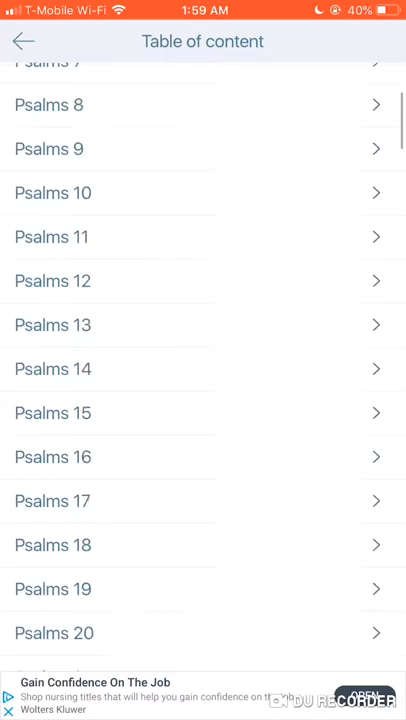 T-Mobile Wi-Fi 1:59 AM 40%
Table of content
Psalms 7
Psalms 8
Psalms 9
Psalms 10
Psalms 11
Psalms 12
Psalms 13
Psalms 14
Psalms 15
Psalms 16
Psalms 17
Psalms 18
Psalms 19
Psalms 20
Gain Confidence On The Job
Shop nursing titles that will help you gain confidence on the job.
Wolters Kluwer
OPEN
DU RECORDER